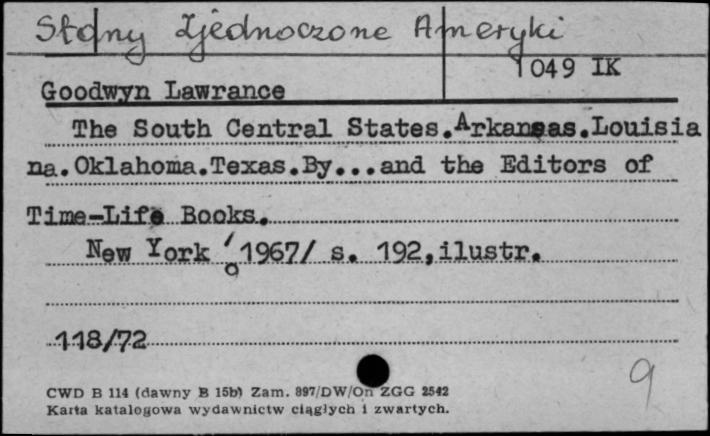 Stany Zjednoczone Ameryki
1049 IK
Goodwyn Lawrance
The South Central States.Arkansas.Louisia
na.Oklahoma.Texas.By...and the Editors of
Time-Life Books.
New York /1967/ s. 192,ilustr.
118/72
9
CWD B 114 (dawny B 15b) Zam. 897/DW/On ZGG 2542
Karta katalogowa wydawnictw ciągłych i zwartych.